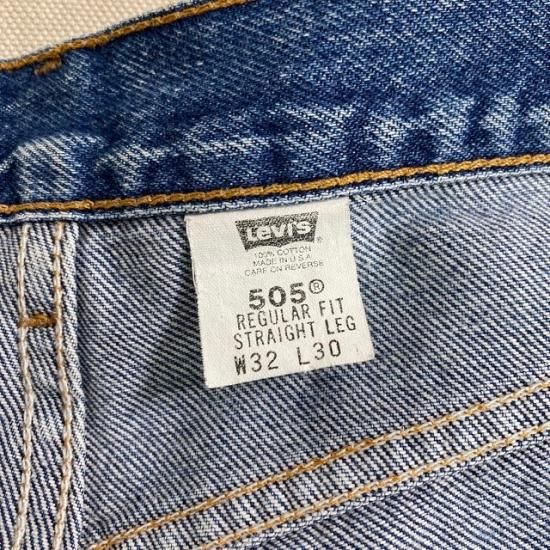 Levi's®
100% COTTON
MADE IN U.S.A
CARE ON REVERSE
505®
REGULAR FIT
STRAIGHT LEG
W32 L30